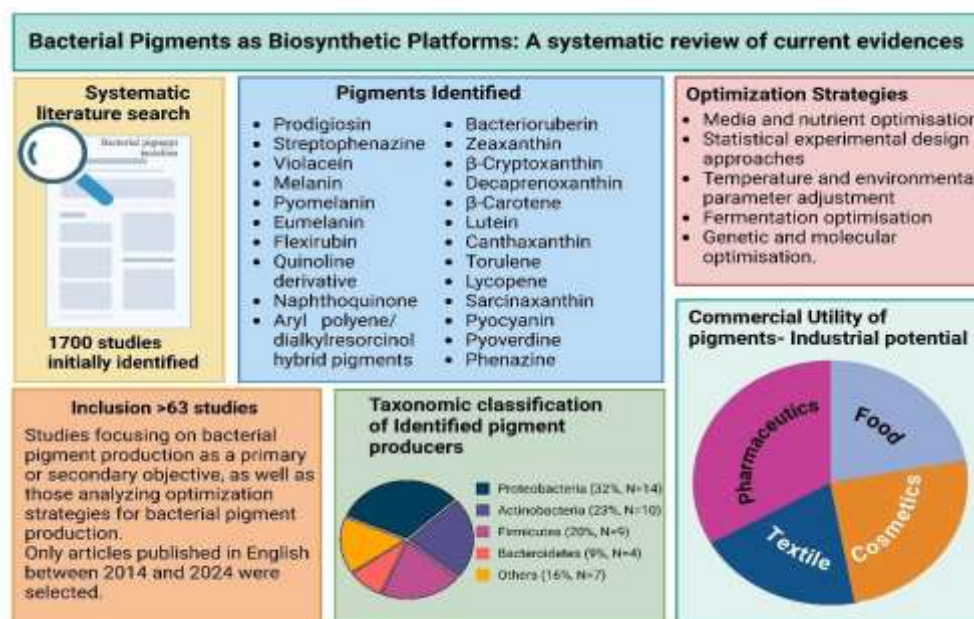 Bacterial Pigments as Biosynthetic Platforms: A systematic review of current evidences
Systematic
literature search
Bacterial pigment
1700 studies
initially identified
Pigments Identified
• Prodigiosin
• Streptophenazine
• Violacein
• Melanin
• Pyomelanin
• Eumelanin
• Flexirubin
• Quinoline
derivative
• Naphthoquinone
• Aryl polyene/
dialkylresorcinol
hybrid pigments
• Bacterioruberin
• Zeaxanthin
• β-Cryptoxanthin
• Decaprenoxanthin
• β-Carotene
• Lutein
• Canthaxanthin
• Torulene
• Lycopene
• Sarcinaxanthin
• Pyocyanin
• Pyoverdine
• Phenazine
Optimization Strategies
• Media and nutrient optimisation
• Statistical experimental design
approaches
• Temperature and environmental
parameter adjustment
• Fermentation optimisation
• Genetic and molecular
optimisation.
Inclusion >63 studies
Studies focusing on bacterial
pigment production as a primary
or secondary objective, as well as
those analyzing optimization
strategies for bacterial pigment
production.
Only articles published in English
between 2014 and 2024 were
selected.
Taxonomic classification
of Identified pigment
producers
Proteobacteria (32%, N=14)
Actinobacteria (23%, N=10)
Firmicutes (20%, N=9)
Bacteroidetes (9%, N=4)
Others (16%, N=7)
Commercial Utility of
pigments- Industrial potential
Pharmaceutics
Food
Textile
Cosmetics